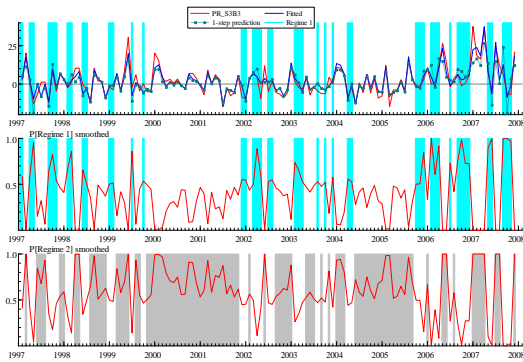 PR_S3B3 Fitted
1-step prediction Regime 1
25
0
1997 1998 1999 2000 2001 2002 2003 2004 2005 2006 2007 2008
P[Regime 1] smoothed
1.0
0.5
1997 1998 1999 2000 2001 2002 2003 2004 2005 2006 2007 2008
P[Regime 2] smoothed
1.0
0.5
1997 1998 1999 2000 2001 2002 2003 2004 2005 2006 2007 2008